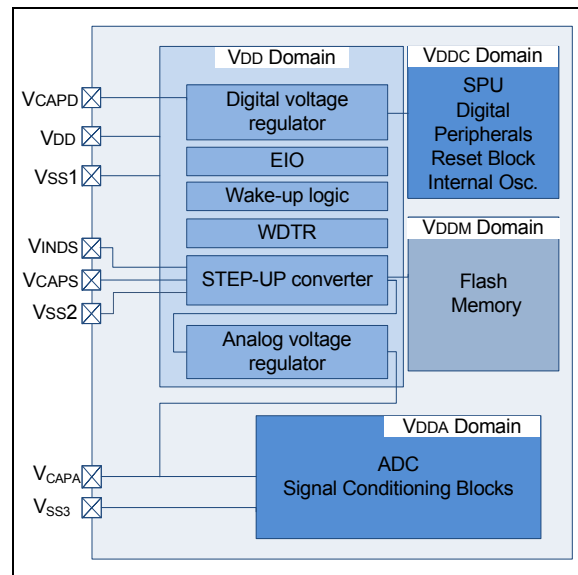 VDD Domain
VDDC Domain
VCAPD
VDD
VSS1
VINDS
VCAPS
VSS2
VCAPA
VSS3
Digital voltage
regulator
EIO
Wake-up logic
WDTR
STEP-UP converter
Analog voltage
regulator
SPU
Digital
Peripherals
Reset Block
Internal Osc.
VDDM Domain
Flash
Memory
VDDA Domain
ADC
Signal Conditioning Blocks